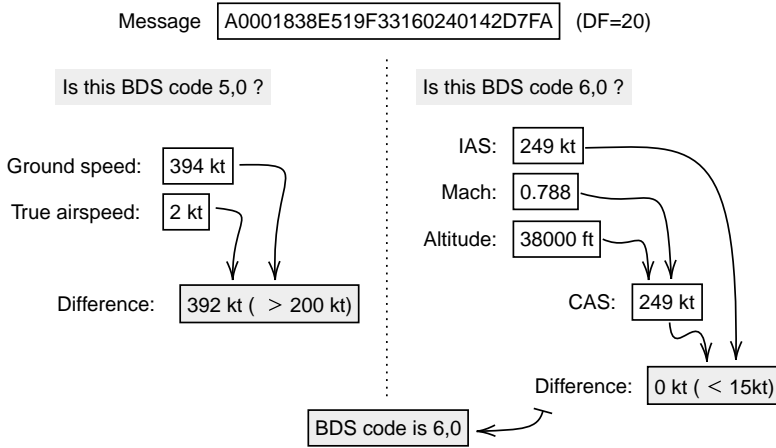 Message A0001838E519F33160240142D7FA (DF=20)
Is this BDS code 5,0 ?
Ground speed: 394 kt
True airspeed: 2 kt
Difference: 392 kt ( > 200 kt)
Is this BDS code 6,0 ?
IAS: 249 kt
Mach: 0.788
Altitude: 38000 ft
CAS: 249 kt
Difference: 0 kt ( < 15kt)
BDS code is 6,0